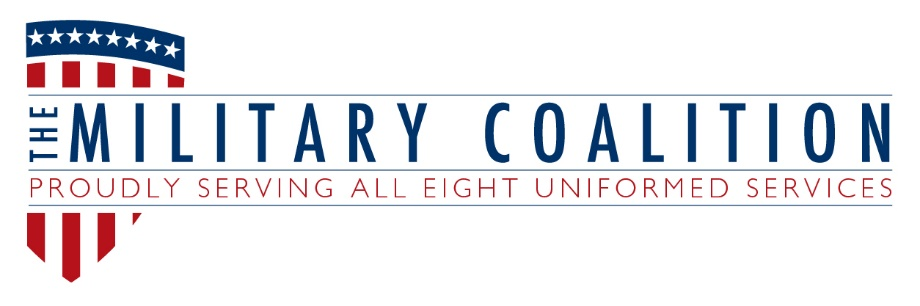 THE MILITARY COALITION
PROUDLY SERVING ALL EIGHT UNIFORMED SERVICES